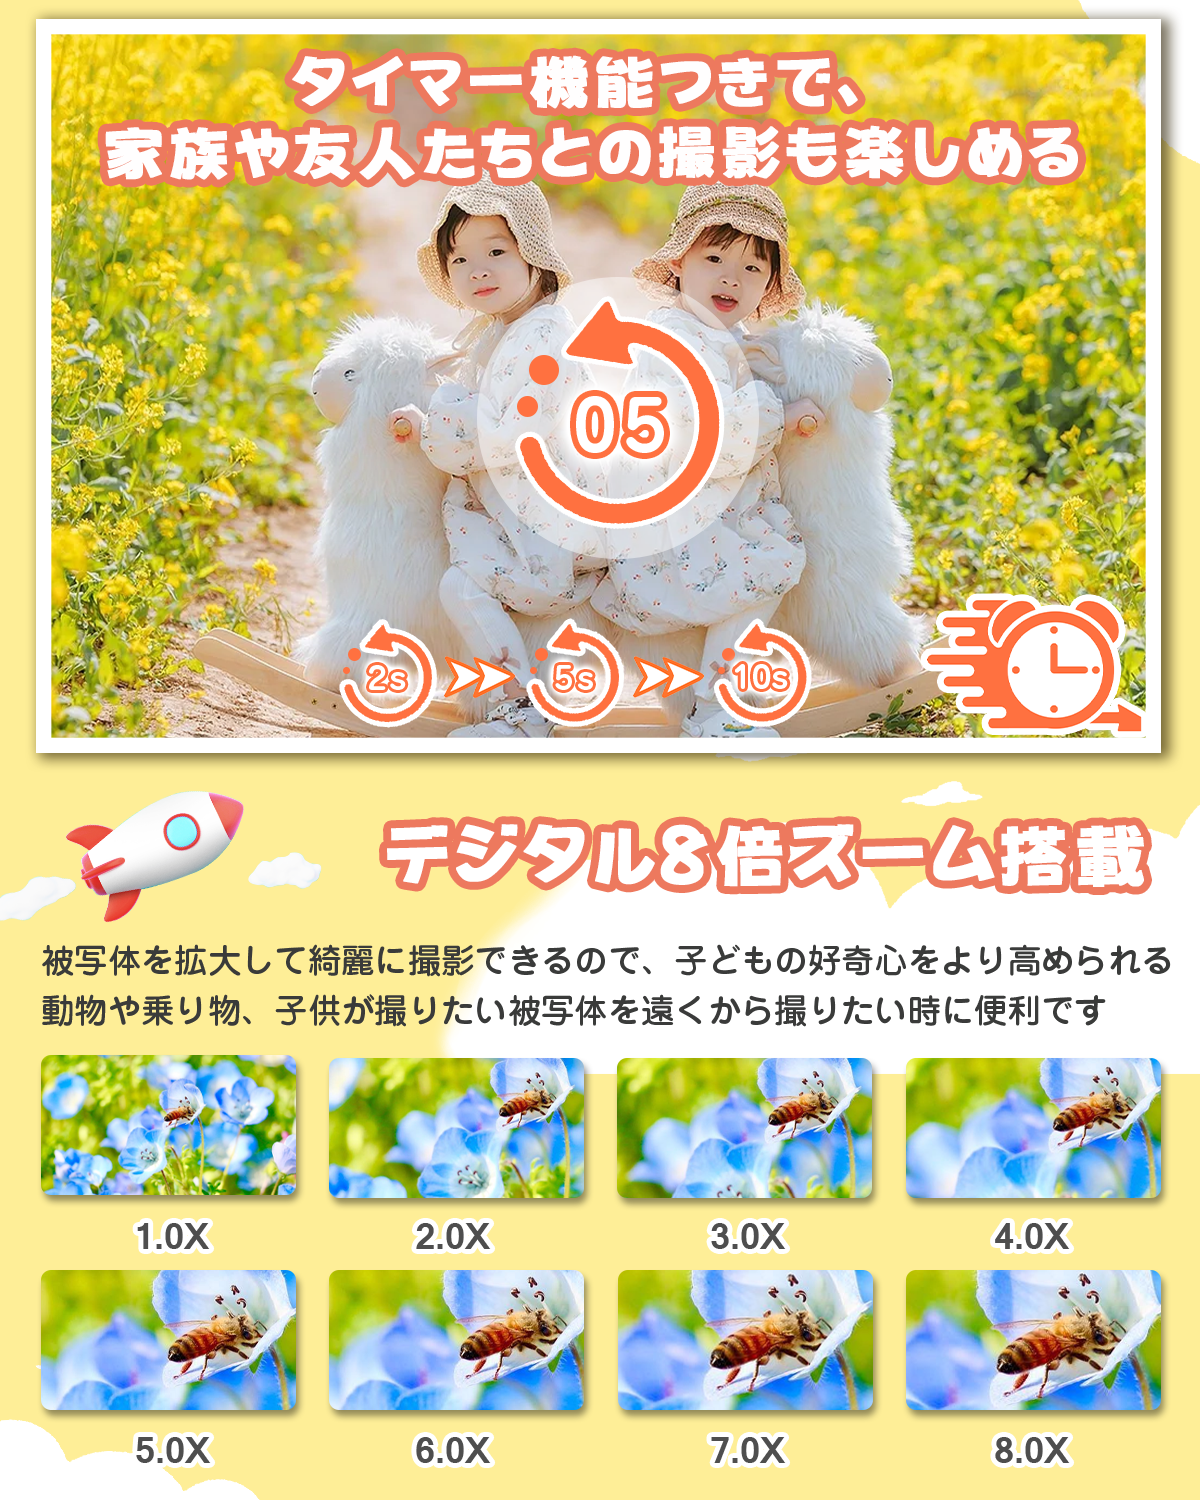 タイマー機能つきで、
家族や友人たちとの撮影も楽しめる
05
2s
5s
10s
デジタル8倍ズーム搭載
被写体を拡大して綺麗に撮影できるので、子どもの好奇心をより高められる
動物や乗り物、子供が撮りたい被写体を遠くから撮りたい時に便利です
1.0X
2.0X
3.0X
4.0X
5.0X
6.0X
7.0X
8.0X